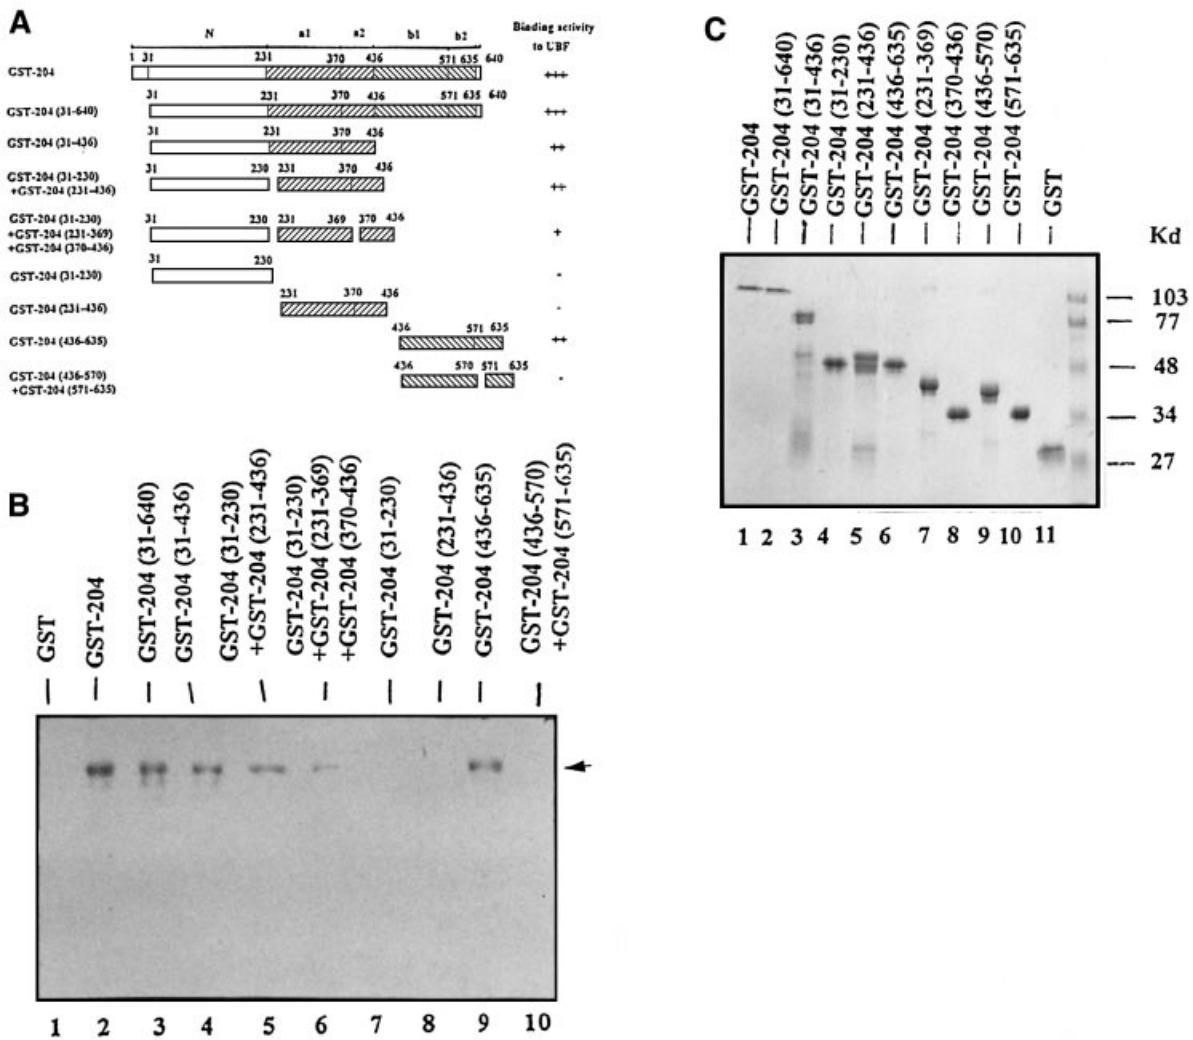 A
N a1 a2 b1 b2
Binding activity
to UBF
1 31 231 370 436 571 635 640
GST-204 +++
31 231 370 436 571 635 640
GST-204 (31-640) +++
31 231 370 436
GST-204 (31-436) ++
31 230 231 370 436
GST-204 (31-230)
+GST-204 (231-436) ++
31 230 231 369 370 436
GST-204 (31-230)
+GST-204 (231-369) +
+GST-204 (370-436)
31 230
GST-204 (31-230) -
231 370 436
GST-204 (231-436) -
436 571 635
GST-204 (436-635) ++
436 570 571 635
GST-204 (436-570)
+GST-204 (571-635) -
B
GST
GST-204
GST-204 (31-640)
GST-204 (31-436)
GST-204 (31-230)
+GST-204 (231-436)
GST-204 (31-230)
+GST-204 (231-369)
+GST-204 (370-436)
GST-204 (31-230)
GST-204 (231-436)
GST-204 (436-635)
GST-204 (436-570)
+GST-204 (571-635)
1 2 3 4 5 6 7 8 9 10
C
GST-204
GST-204 (31-640)
GST-204 (31-436)
GST-204 (31-230)
GST-204 (231-436)
GST-204 (436-635)
GST-204 (231-369)
GST-204 (370-436)
GST-204 (436-570)
GST-204 (571-635)
GST
Kd
103
77
48
34
27
1 2 3 4 5 6 7 8 9 10 11